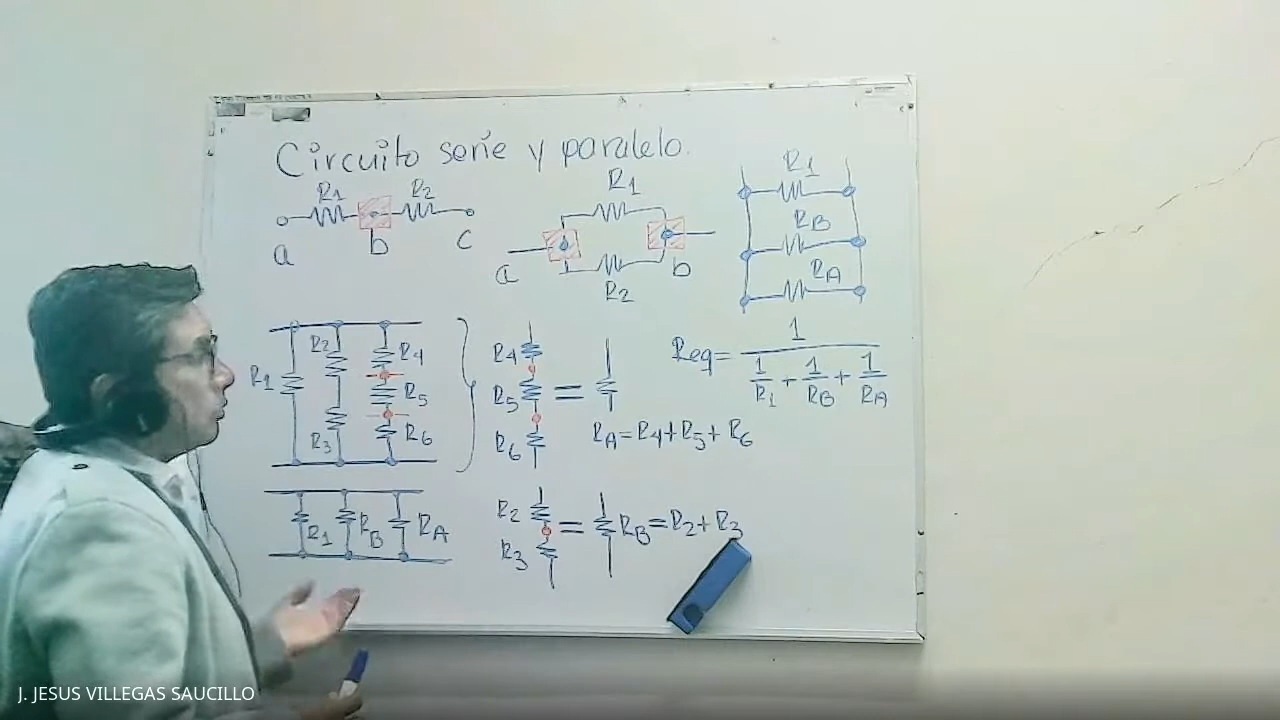 Circuito serie y paralelo.
R1 R2
a b c
R1
a b
R2
R1
RB
RA
R1 R2 R3 R4 R5 R6
R4
R5
R6
= RA=R4+R5+R6
Req= 1 / (1/R1 + 1/RB + 1/RA)
R1 RB RA
R2
R3
= RB=R2+R3
J. JESUS VILLEGAS SAUCILLO